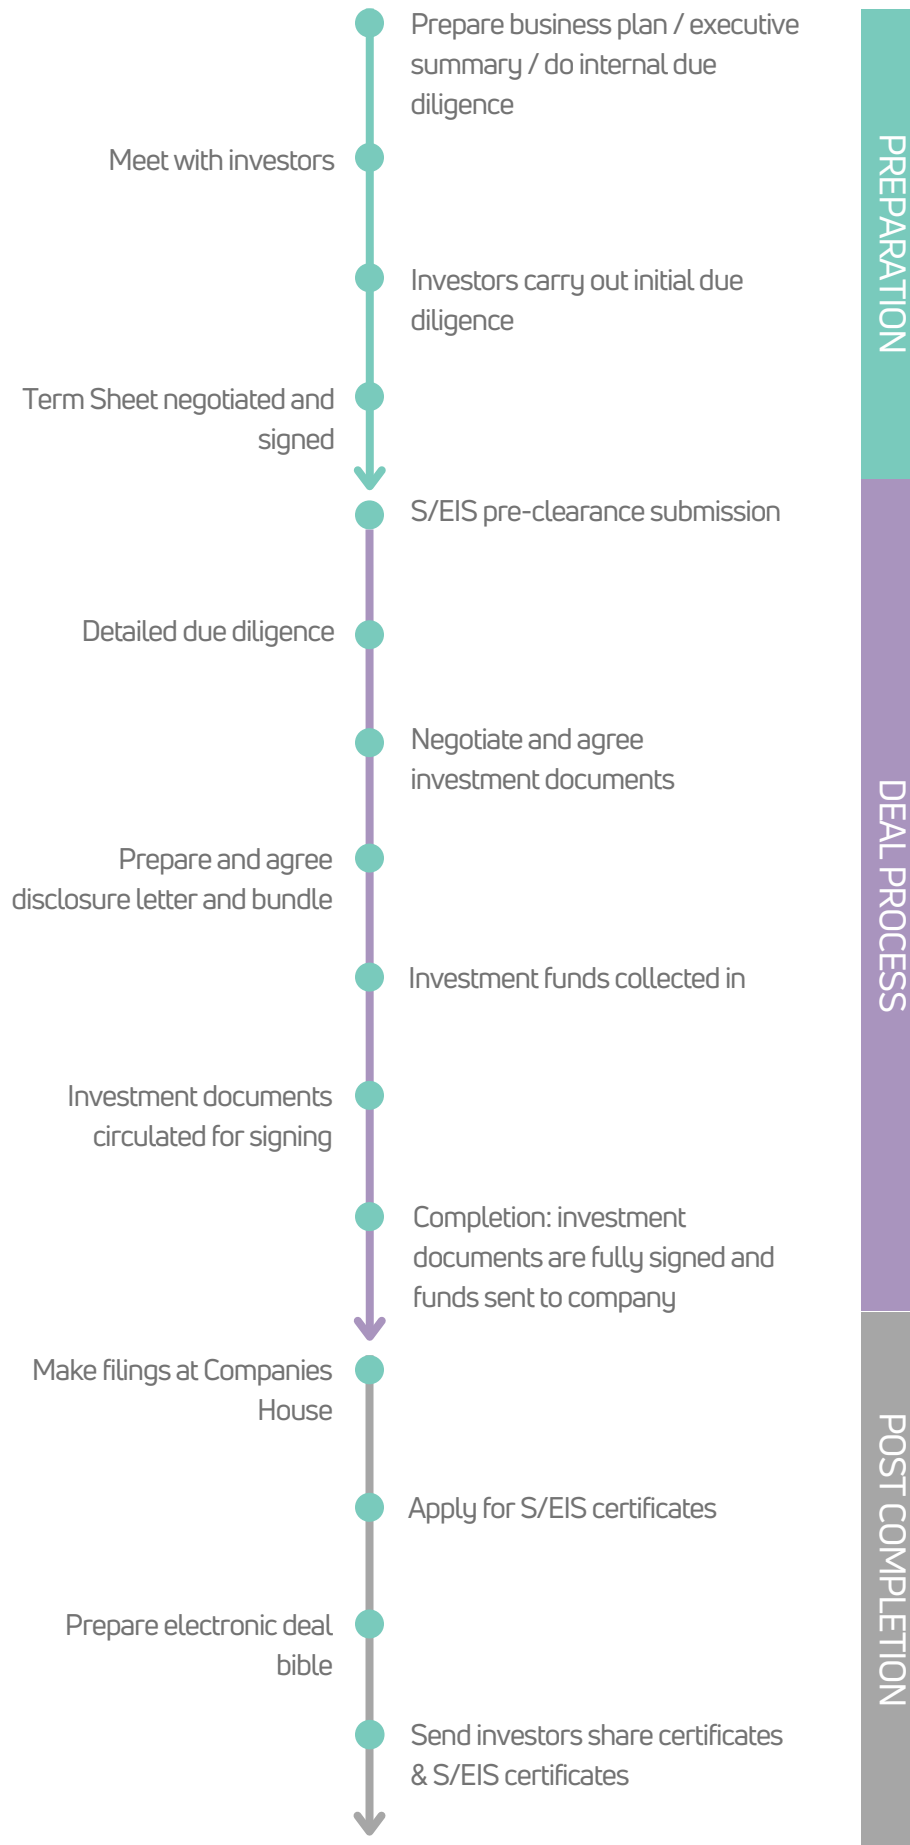 Prepare business plan / executive
summary / do internal due
diligence
Meet with investors
Investors carry out initial due
diligence
Term Sheet negotiated and
signed
PREPARATION
S/EIS pre-clearance submission
Detailed due diligence
Negotiate and agree
investment documents
Prepare and agree
disclosure letter and bundle
Investment funds collected in
Investment documents
circulated for signing
Completion: investment
documents are fully signed and
funds sent to company
DEAL PROCESS
Make filings at Companies
House
Apply for S/EIS certificates
Prepare electronic deal
bible
Send investors share certificates
& S/EIS certificates
POST COMPLETION